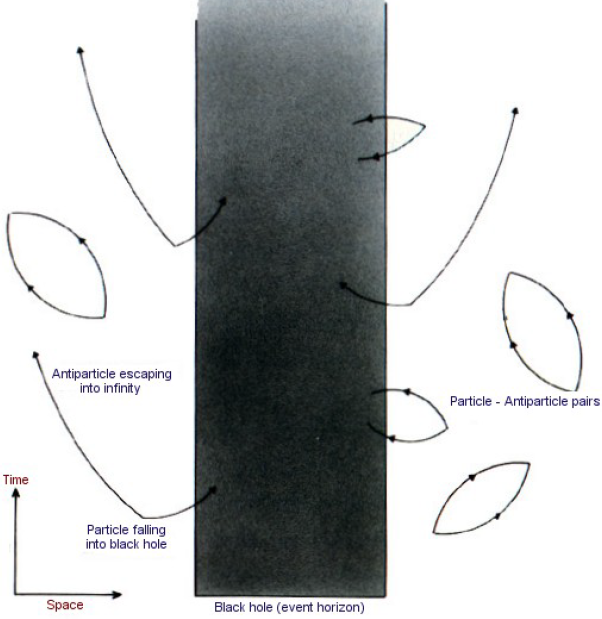 Antiparticle escaping
into infinity
Particle - Antiparticle pairs
Time
Particle falling
into black hole
Space
Black hole (event horizon)